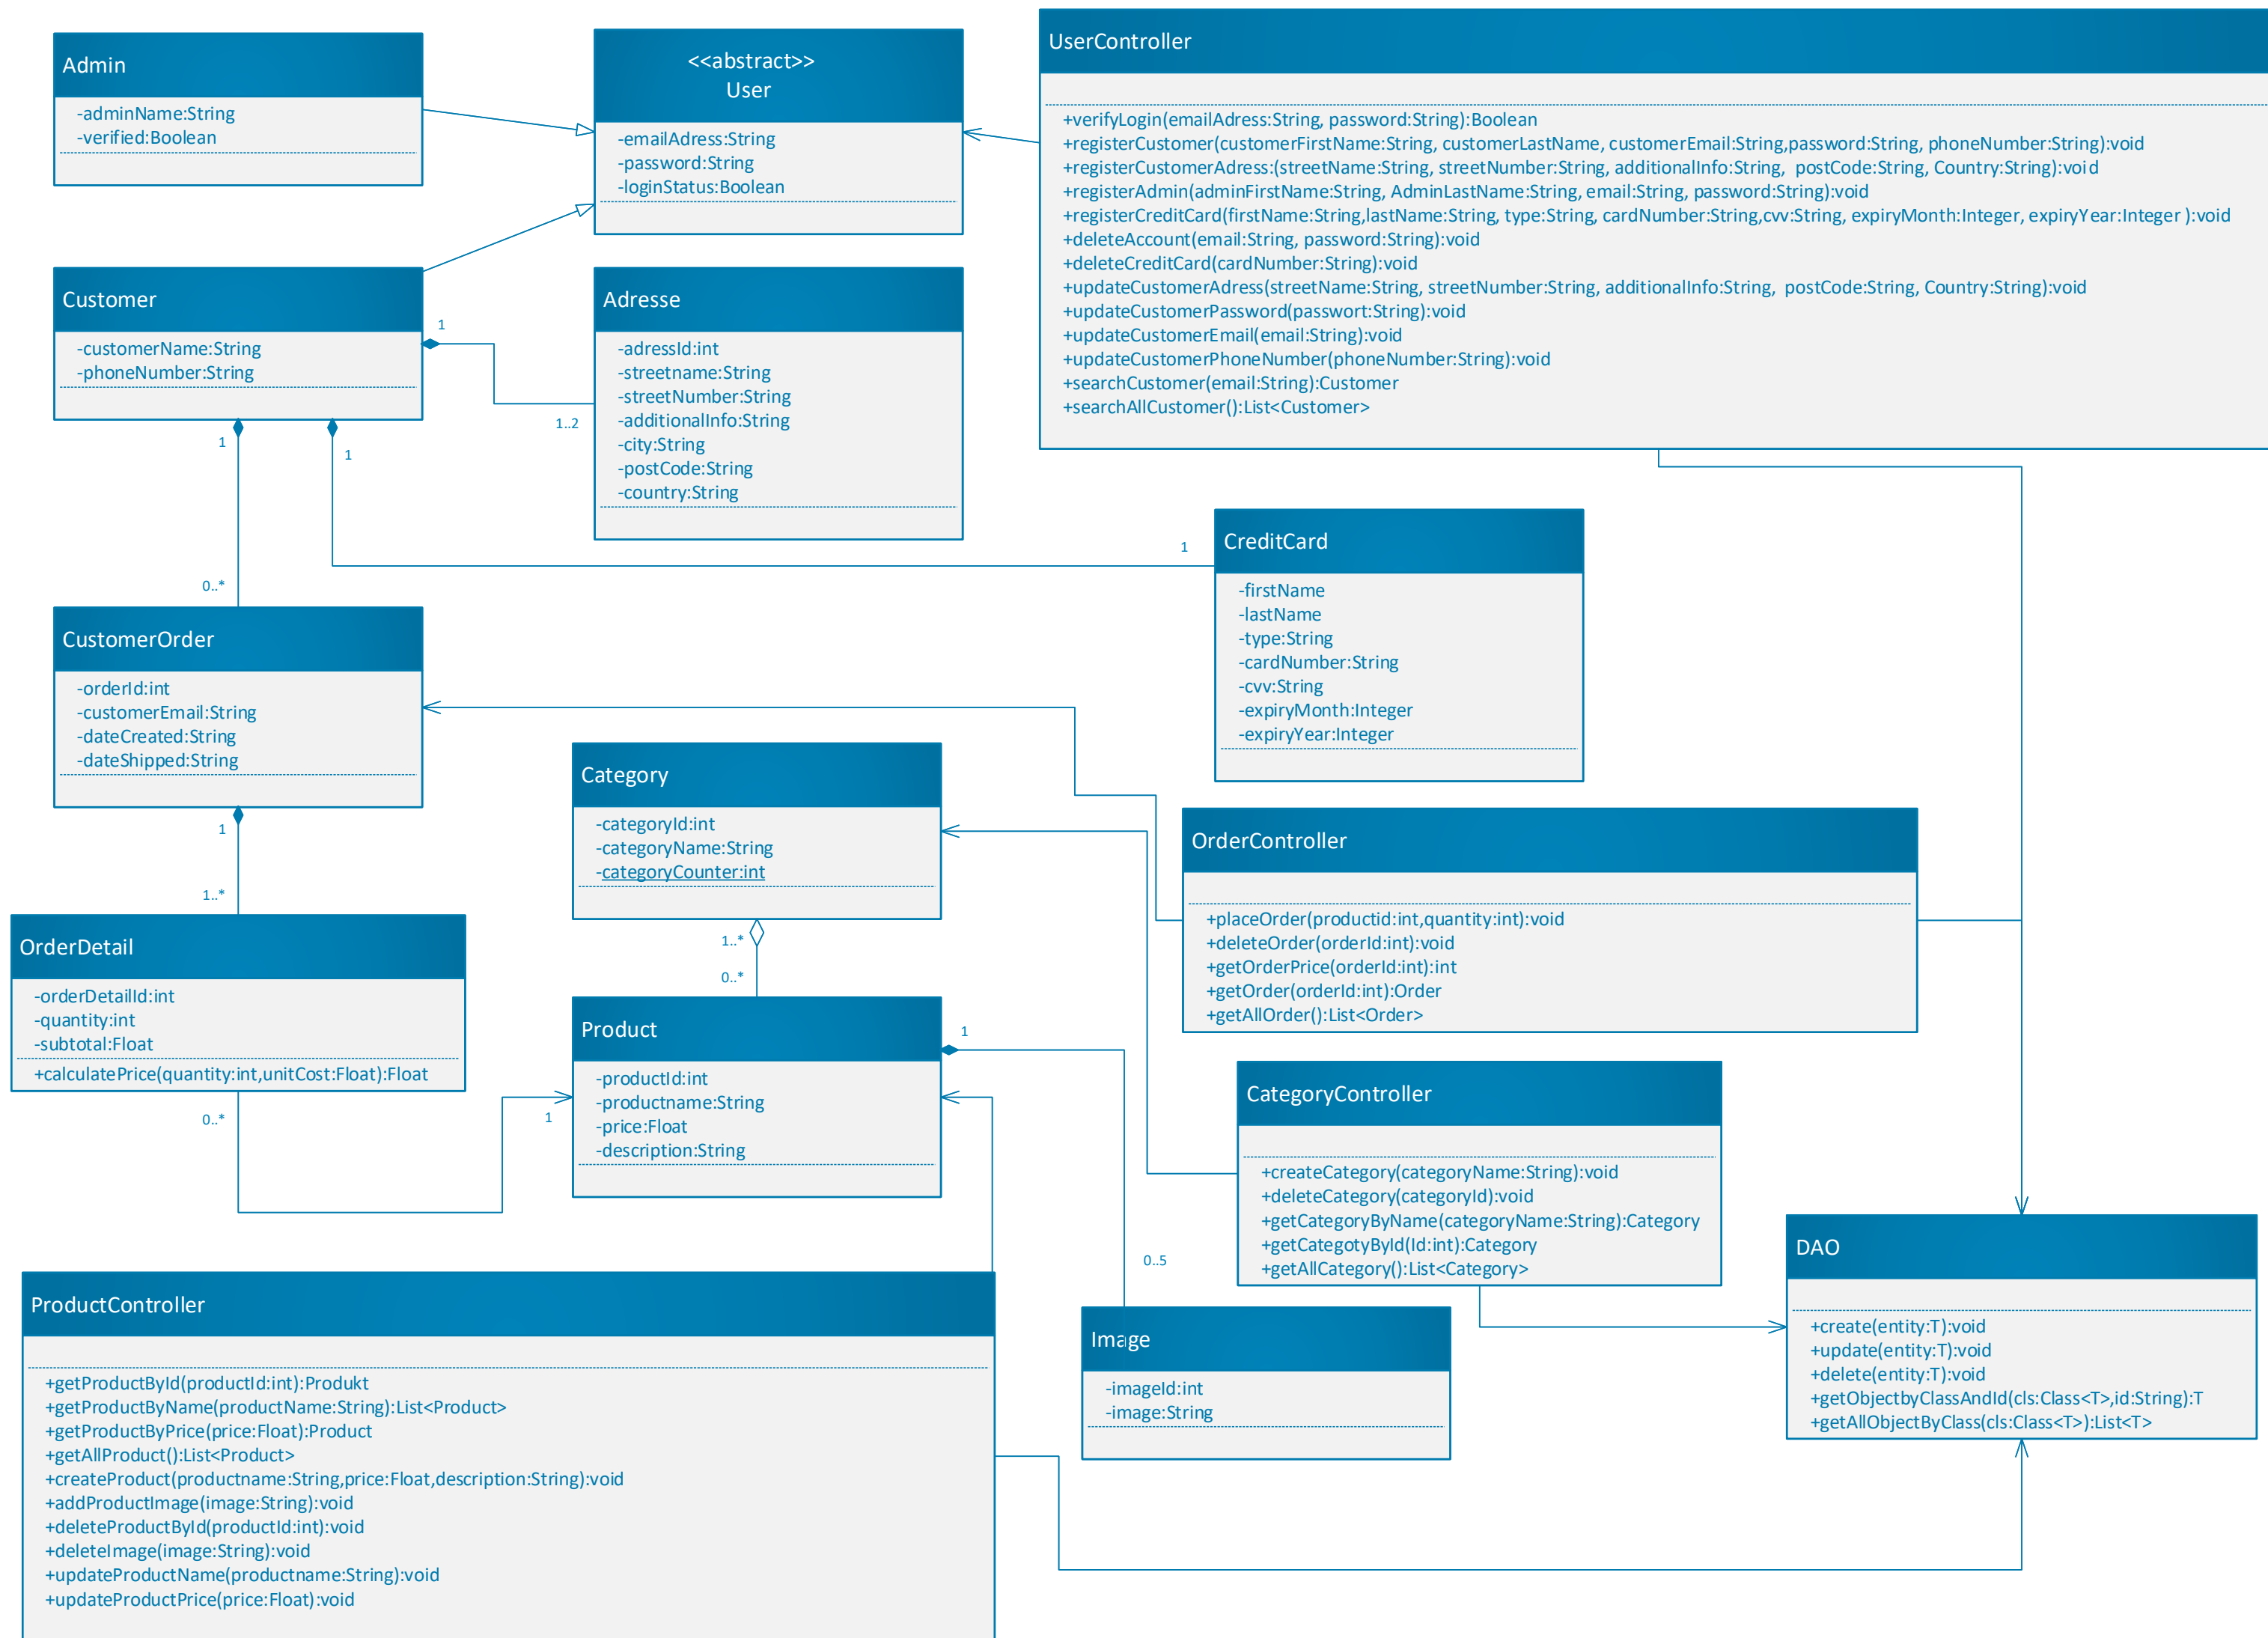 Admin
-adminName:String
-verified:Boolean
<<abstract>>
User
-emailAdress:String
-password:String
-loginStatus:Boolean
UserController
+verifyLogin(emailAdress:String, password:String):Boolean
+registerCustomer(customerFirstName:String, customerLastName, customerEmail:String,password:String, phoneNumber:String):void
+registerCustomerAdress:(streetName:String, streetNumber:String, additionalInfo:String, postCode:String, Country:String):void
+registerAdmin(adminFirstName:String, AdminLastName:String, email:String, password:String):void
+registerCreditCard(firstName:String,lastName:String, type:String, cardNumber:String,cvv:String, expiryMonth:Integer, expiryYear:Integer ):void
+deleteAccount(email:String, password:String):void
+deleteCreditCard(cardNumber:String):void
+updateCustomerAdress(streetName:String, streetNumber:String, additionalInfo:String, postCode:String, Country:String):void
+updateCustomerPassword(passwort:String):void
+updateCustomerEmail(email:String):void
+updateCustomerPhoneNumber(phoneNumber:String):void
+searchCustomer(email:String):Customer
+searchAllCustomer():List<Customer>
Customer
-customerName:String
-phoneNumber:String
1
1..2
1
1
Adresse
-adressId:int
-streetname:String
-streetNumber:String
-additionalInfo:String
-city:String
-postCode:String
-country:String
1
0..*
CreditCard
-firstName
-lastName
-type:String
-cardNumber:String
-cvv:String
-expiryMonth:Integer
-expiryYear:Integer
CustomerOrder
-orderId:int
-customerEmail:String
-dateCreated:String
-dateShipped:String
1
1..*
Category
-categoryId:int
-categoryName:String
-categoryCounter:int
1..*
0..*
OrderController
+placeOrder(productid:int,quantity:int):void
+deleteOrder(orderId:int):void
+getOrderPrice(orderId:int):int
+getOrder(orderId:int):Order
+getAllOrder():List<Order>
OrderDetail
-orderDetailId:int
-quantity:int
-subtotal:Float
+calculatePrice(quantity:int,unitCost:Float):Float
0..*
1
Product
-productId:int
-productname:String
-price:Float
-description:String
1
0..5
CategoryController
+createCategory(categoryName:String):void
+deleteCategory(categoryId):void
+getCategoryByName(categoryName:String):Category
+getCategotyById(Id:int):Category
+getAllCategory():List<Category>
DAO
+create(entity:T):void
+update(entity:T):void
+delete(entity:T):void
+getObjectbyClassAndId(cls:Class<T>,id:String):T
+getAllObjectByClass(cls:Class<T>):List<T>
ProductController
+getProductById(productId:int):Produkt
+getProductByName(productName:String):List<Product>
+getProductByPrice(price:Float):Product
+getAllProduct():List<Product>
+createProduct(productname:String,price:Float,description:String):void
+addProductImage(image:String):void
+deleteProductById(productId:int):void
+deleteImage(image:String):void
+updateProductName(productname:String):void
+updateProductPrice(price:Float):void
Image
-imageId:int
-image:String